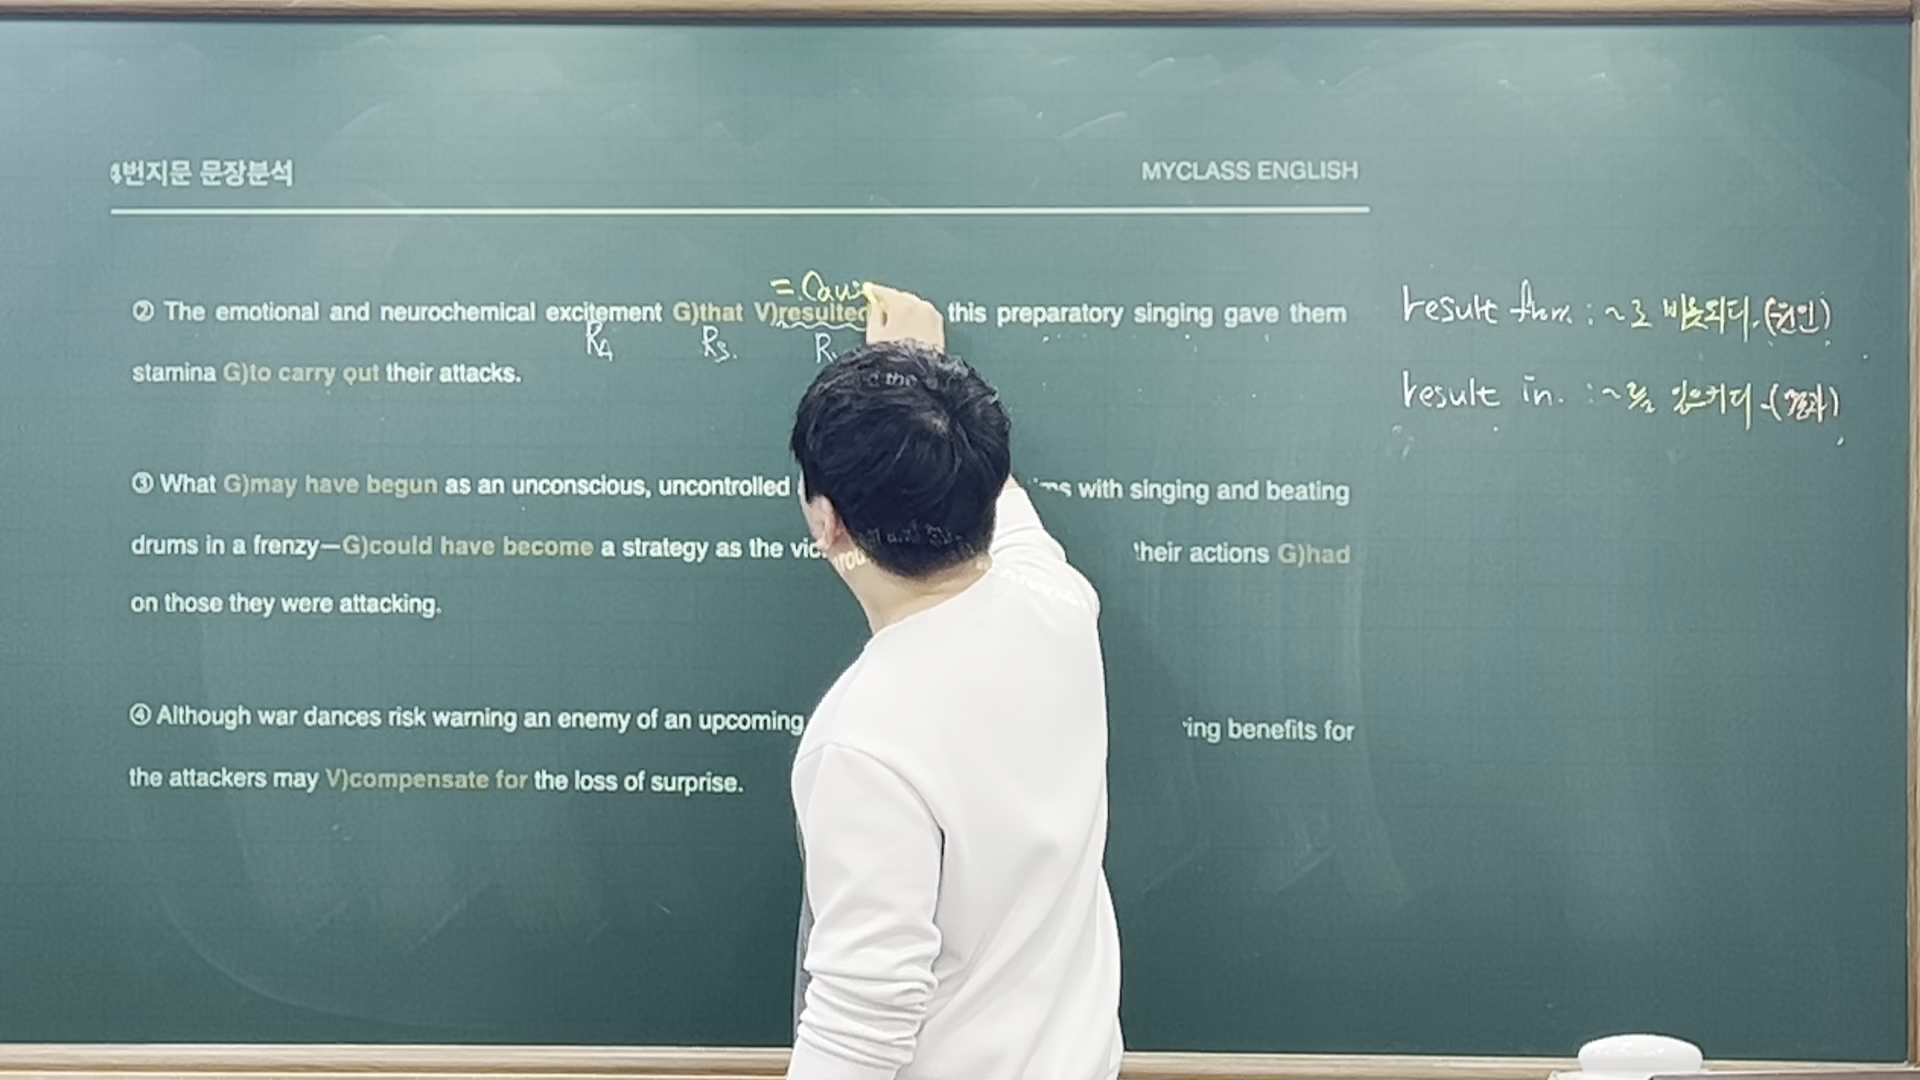 4번지문 문장분석
MYCLASS ENGLISH
= Caus
② The emotional and neurochemical excitement G)that V)resulted this preparatory singing gave them
RA RS. R
stamina G)to carry out their attacks.
③ What G)may have begun as an unconscious, uncontrolled with singing and beating
drums in a frenzy—G)could have become a strategy as the vic their actions G)had
on those they were attacking.
④ Although war dances risk warning an enemy of an upcoming ing benefits for
the attackers may V)compensate for the loss of surprise.
result from : ~로 비롯되다. (원인)
result in. : ~를 일으키다. (결과)